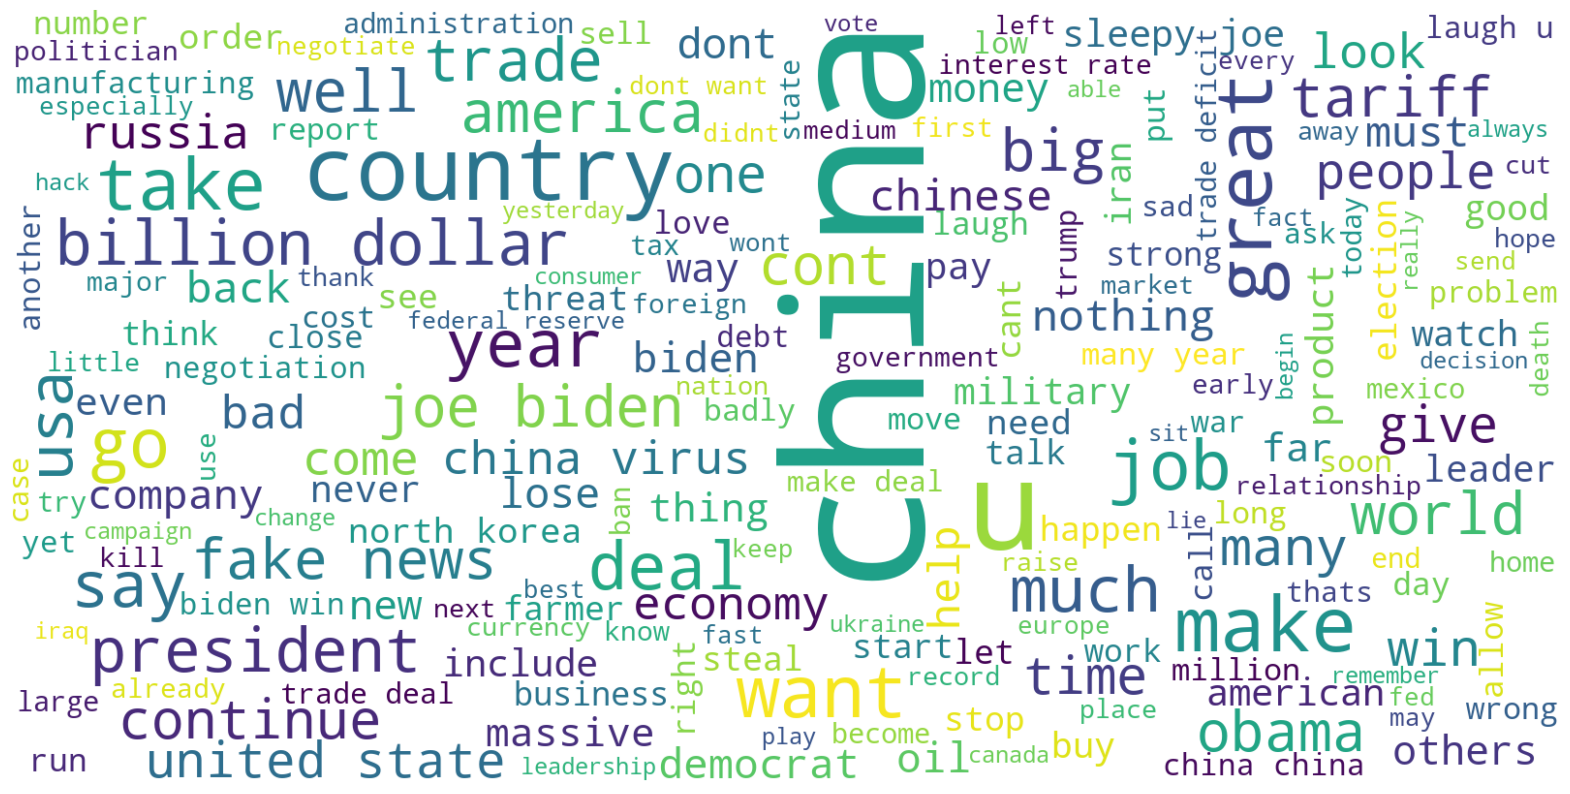 number
administration
vote
left
laugh u
politician
order
negotiate
sell
dont
low
sleepy joe
look
trade
interest rate
every
manufacturing
well
dont want
money
able
tariff
especially
america
state
china
put
trade deficit
great
russia
report
didnt
medium
first
big
away
must
always
hack
take
country
one
chinese
iran
people
cut
another
yesterday
love
laugh
sad
fact
good
billion dollar
tax
wont
cont
trump
strong
ask
today
really
election
hope
major
thank
back
see
consumer
way
pay
market
send
problem
threat
foreign
think
cost
close
federal reserve
debt
nothing
cant
product
watch
year
biden
government
many year
begin
decision
death
little
negotiation
nation
military
early
mexico
usa
even
bad
joe biden
badly
move
need
war
give
go
use
come
china virus
talk
sit
job
far
soon
leader
case
try
company
never
lose
make deal
u
relationship
campaign
change
ban
thing
happen
lie
long
world
yet
north korea
kill
fake news
deal
keep
help
raise
call
many
end
home
say
biden win
new
next
best
farmer
economy
much
thats
day
iraq
currency
know
fast
ukraine
europe
make
allow
president
include
right
steal
start
let
work
win
record
time
million
remember
large
already
trade deal
business
want
american
fed
continue
massive
stop
place
may
wrong
play
become
buy
obama
run
united state
leadership
democrat
oil
canada
china china
others